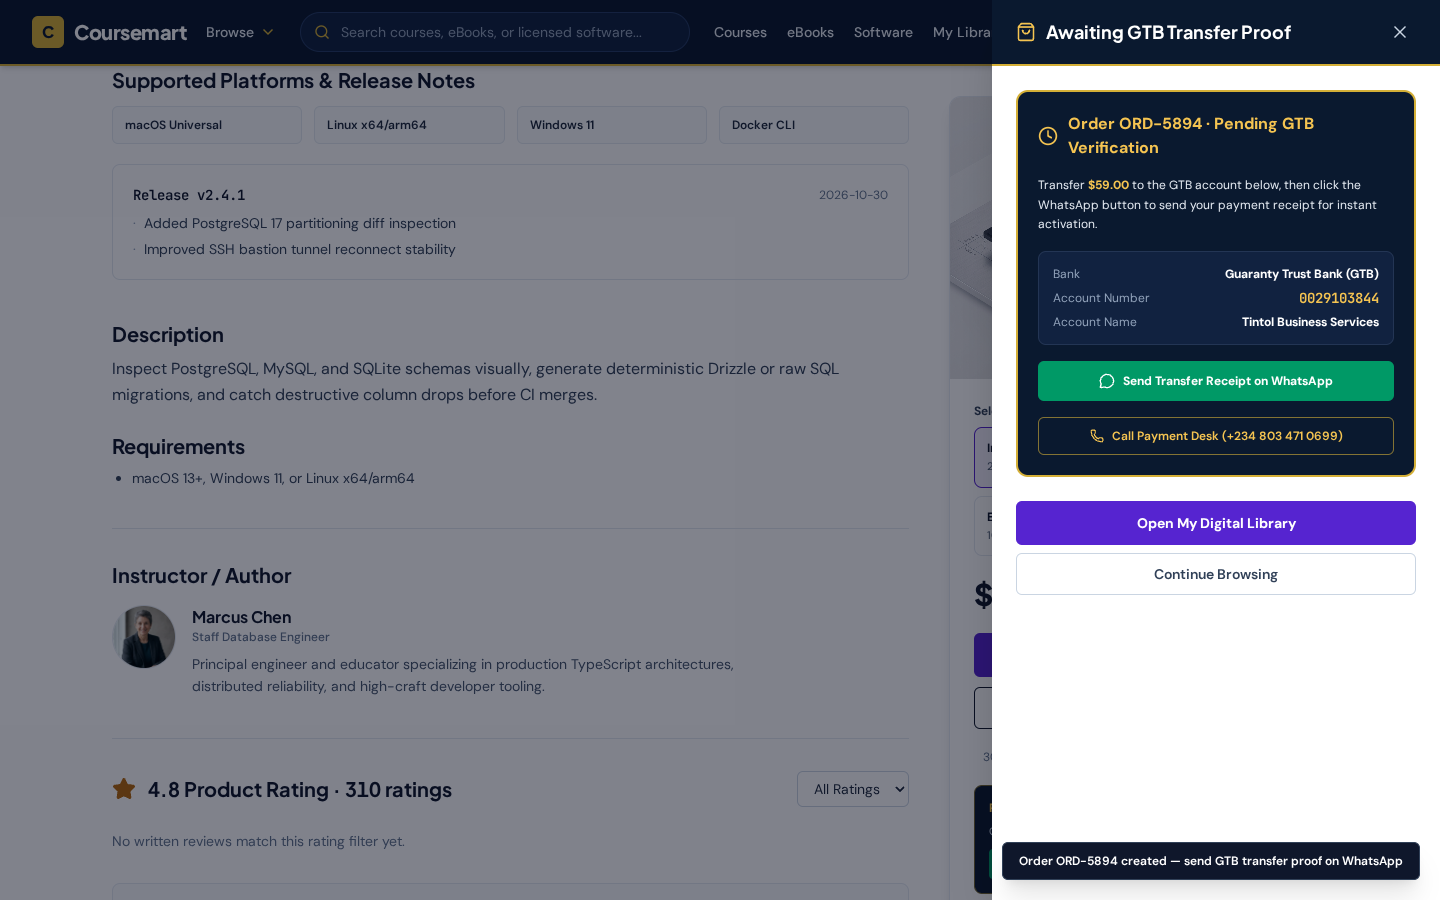 C Coursemart Browse Search courses, eBooks, or licensed software... Courses eBooks Software My Libra
Supported Platforms & Release Notes
macOS Universal
Linux x64/arm64
Windows 11
Docker CLI
Release v2.4.1
2026-10-30
· Added PostgreSQL 17 partitioning diff inspection
· Improved SSH bastion tunnel reconnect stability
Description
Inspect PostgreSQL, MySQL, and SQLite schemas visually, generate deterministic Drizzle or raw SQL
migrations, and catch destructive column drops before CI merges.
Requirements
• macOS 13+, Windows 11, or Linux x64/arm64
Instructor / Author
Marcus Chen
Staff Database Engineer
Principal engineer and educator specializing in production TypeScript architectures,
distributed reliability, and high-craft developer tooling.
4.8 Product Rating · 310 ratings
All Ratings
No written reviews match this rating filter yet.
Sel
$
Awaiting GTB Transfer Proof
Order ORD-5894 · Pending GTB
Verification
Transfer $59.00 to the GTB account below, then click the
WhatsApp button to send your payment receipt for instant
activation.
Bank Guaranty Trust Bank (GTB)
Account Number 0029103844
Account Name Tintol Business Services
Send Transfer Receipt on WhatsApp
Call Payment Desk (+234 803 471 0699)
Open My Digital Library
Continue Browsing
Order ORD-5894 created — send GTB transfer proof on WhatsApp